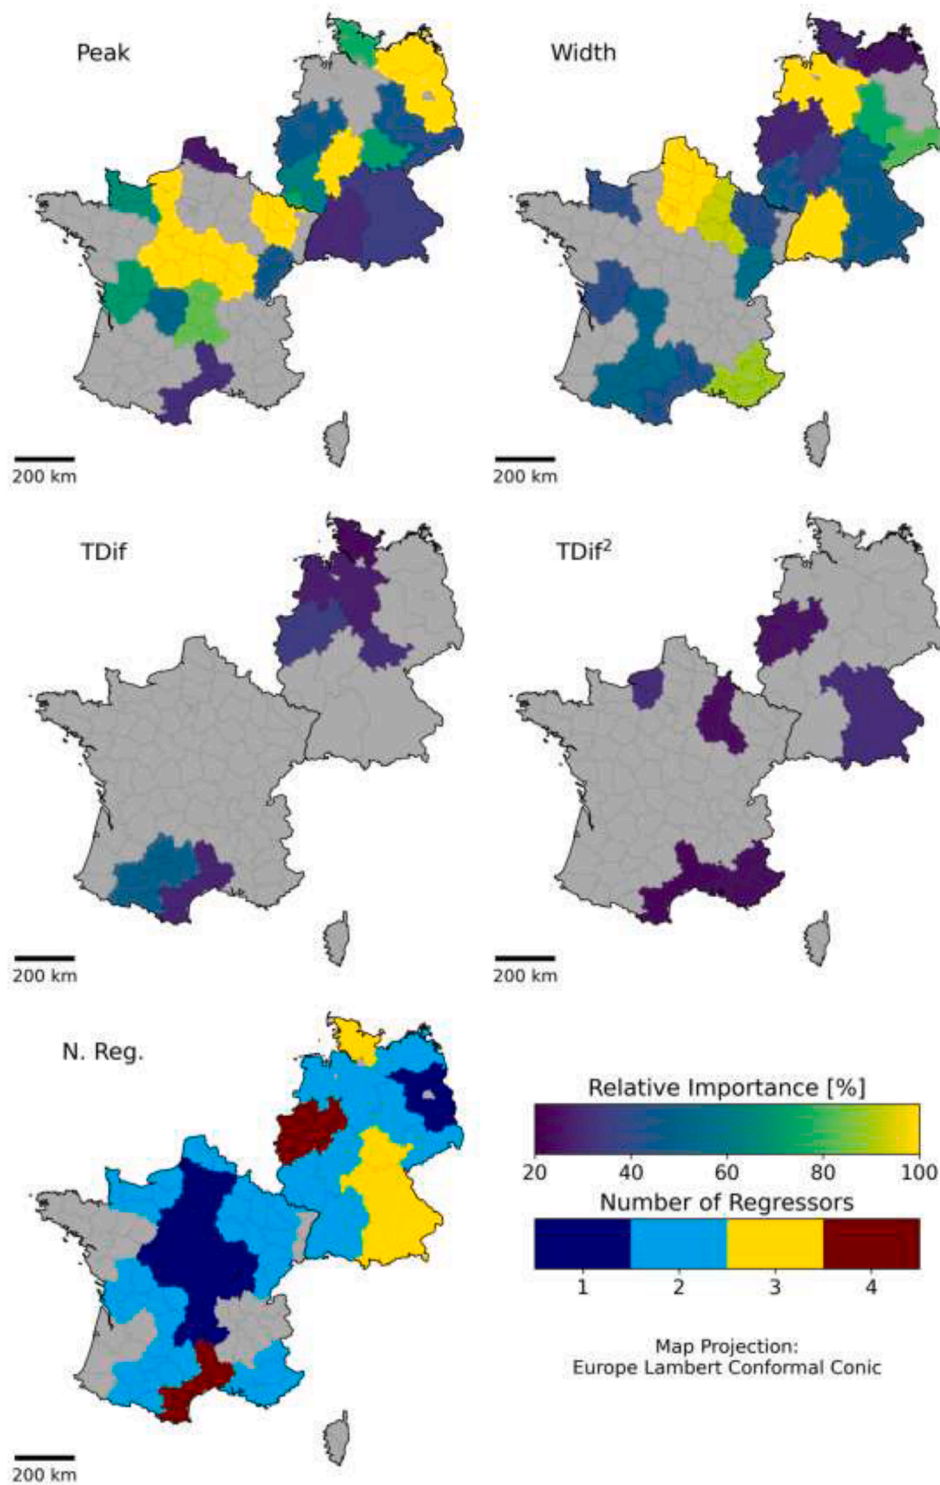 Peak
Width
200 km
200 km
TDif
TDif²
200 km
200 km
N. Reg.
Relative Importance [%]
20 40 60 80 100
Number of Regressors
1 2 3 4
Map Projection:
Europe Lambert Conformal Conic
200 km